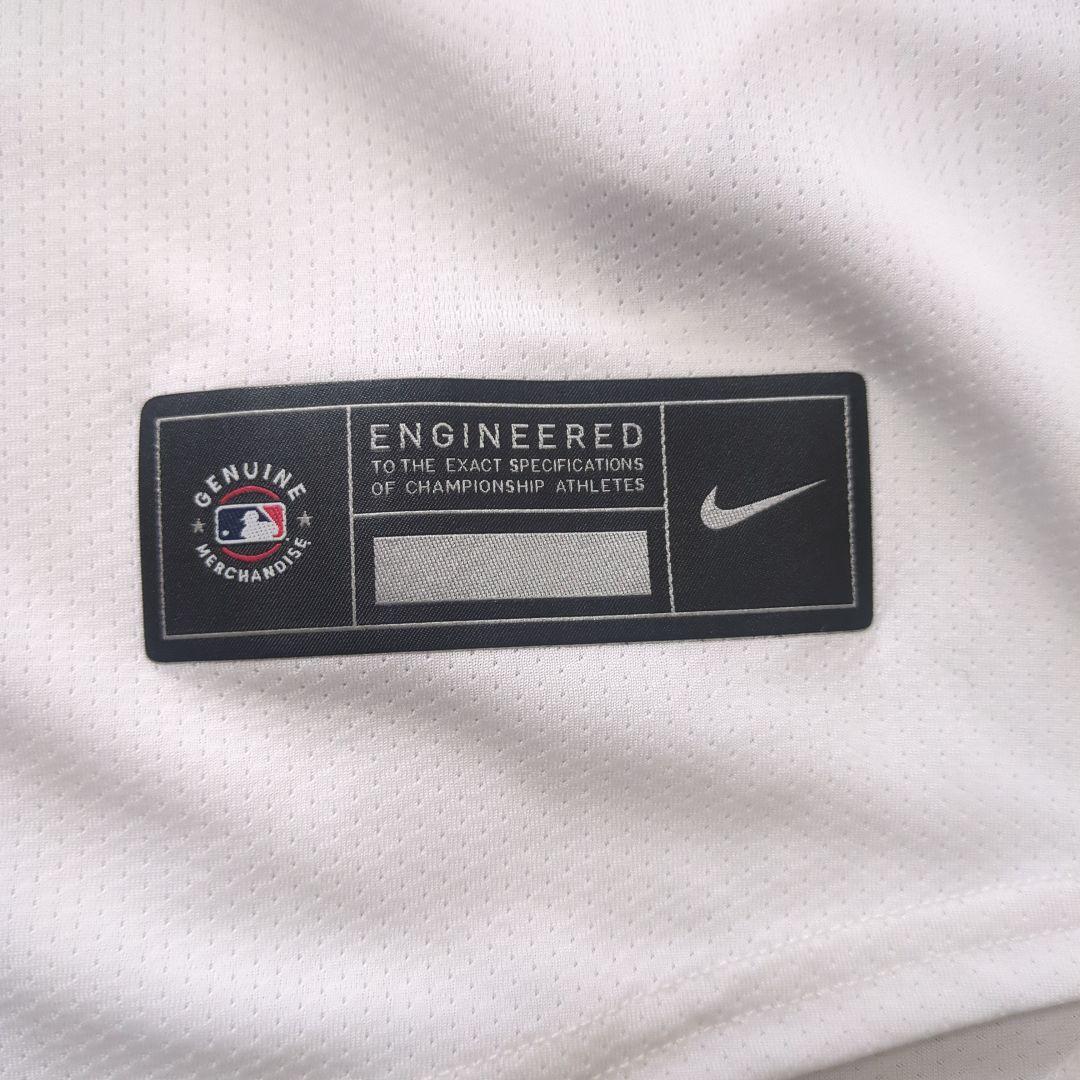 GENUINE
MERCHANDISE
ENGINEERED
TO THE EXACT SPECIFICATIONS
OF CHAMPIONSHIP ATHLETES